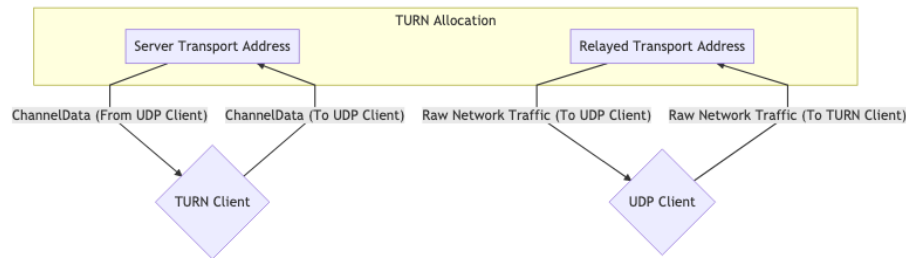 TURN Allocation
Server Transport Address
Relayed Transport Address
ChannelData (From UDP Client)
ChannelData (To UDP Client)
Raw Network Traffic (To UDP Client)
Raw Network Traffic (To TURN Client)
TURN Client
UDP Client